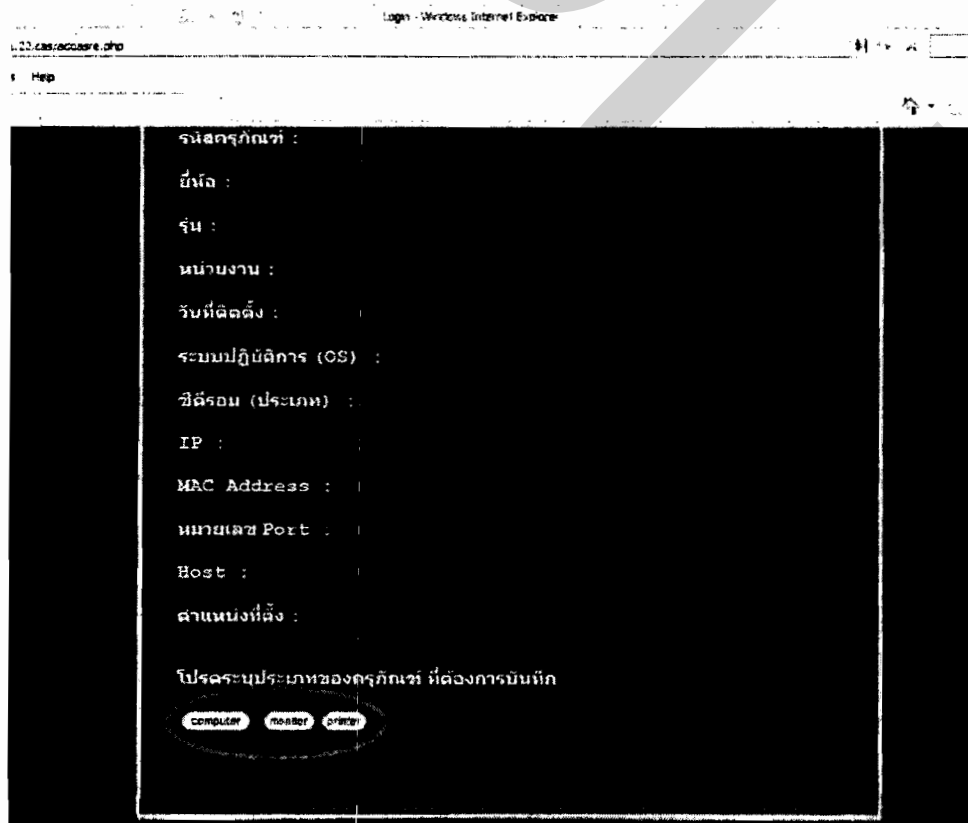 Login - Windows Internet Explorer
Help
รหัสครุภัณฑ์ :
ยี่ห้อ :
รุ่น :
หน่วยงาน :
วันที่ติดตั้ง :
ระบบปฏิบัติการ (OS) :
ซีดีรอม (ประเภท) :
IP :
MAC Address :
หมายเลข Port :
Host :
ตำแหน่งที่ตั้ง :
โปรดระบุประเภทของครุภัณฑ์ ที่ต้องการบันทึก
computer monitor printer